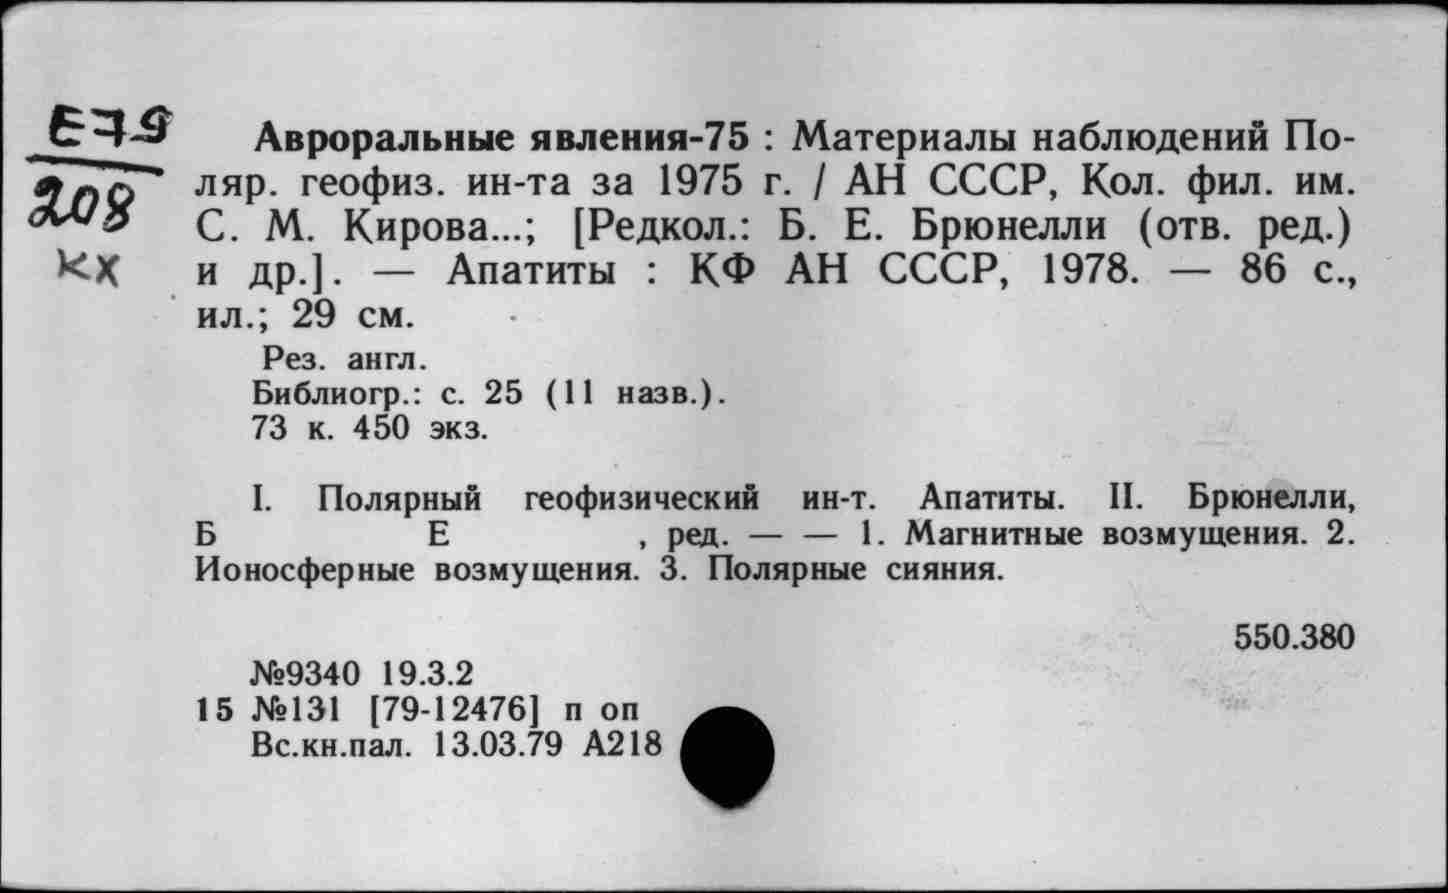 Е79
208
кх
Авроральные явления-75 : Материалы наблюдений По-
ляр. геофиз. ин-та за 1975 г. / АН СССР, Кол. фил. им.
С. М. Кирова...; [Редкол.: Б. Е. Брюнелли (отв. ред.)
и др.]. — Апатиты : КФ АН СССР, 1978. — 86 с.,
ил.; 29 см.
Рез. англ.
Библиогр.: с. 25 (11 назв.).
73 к. 450 экз.
I. Полярный геофизический ин-т. Апатиты. II. Брюнелли,
Б Е , ред. — — 1. Магнитные возмущения. 2.
Ионосферные возмущения. 3. Полярные сияния.
550.380
№9340 19.3.2
15 №131 [79-12476] п оп
Вс.кн.пал. 13.03.79 А218